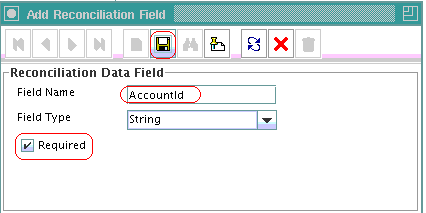 Add Reconciliation Field
Reconciliation Data Field
Field Name AccountId
Field Type String
Required